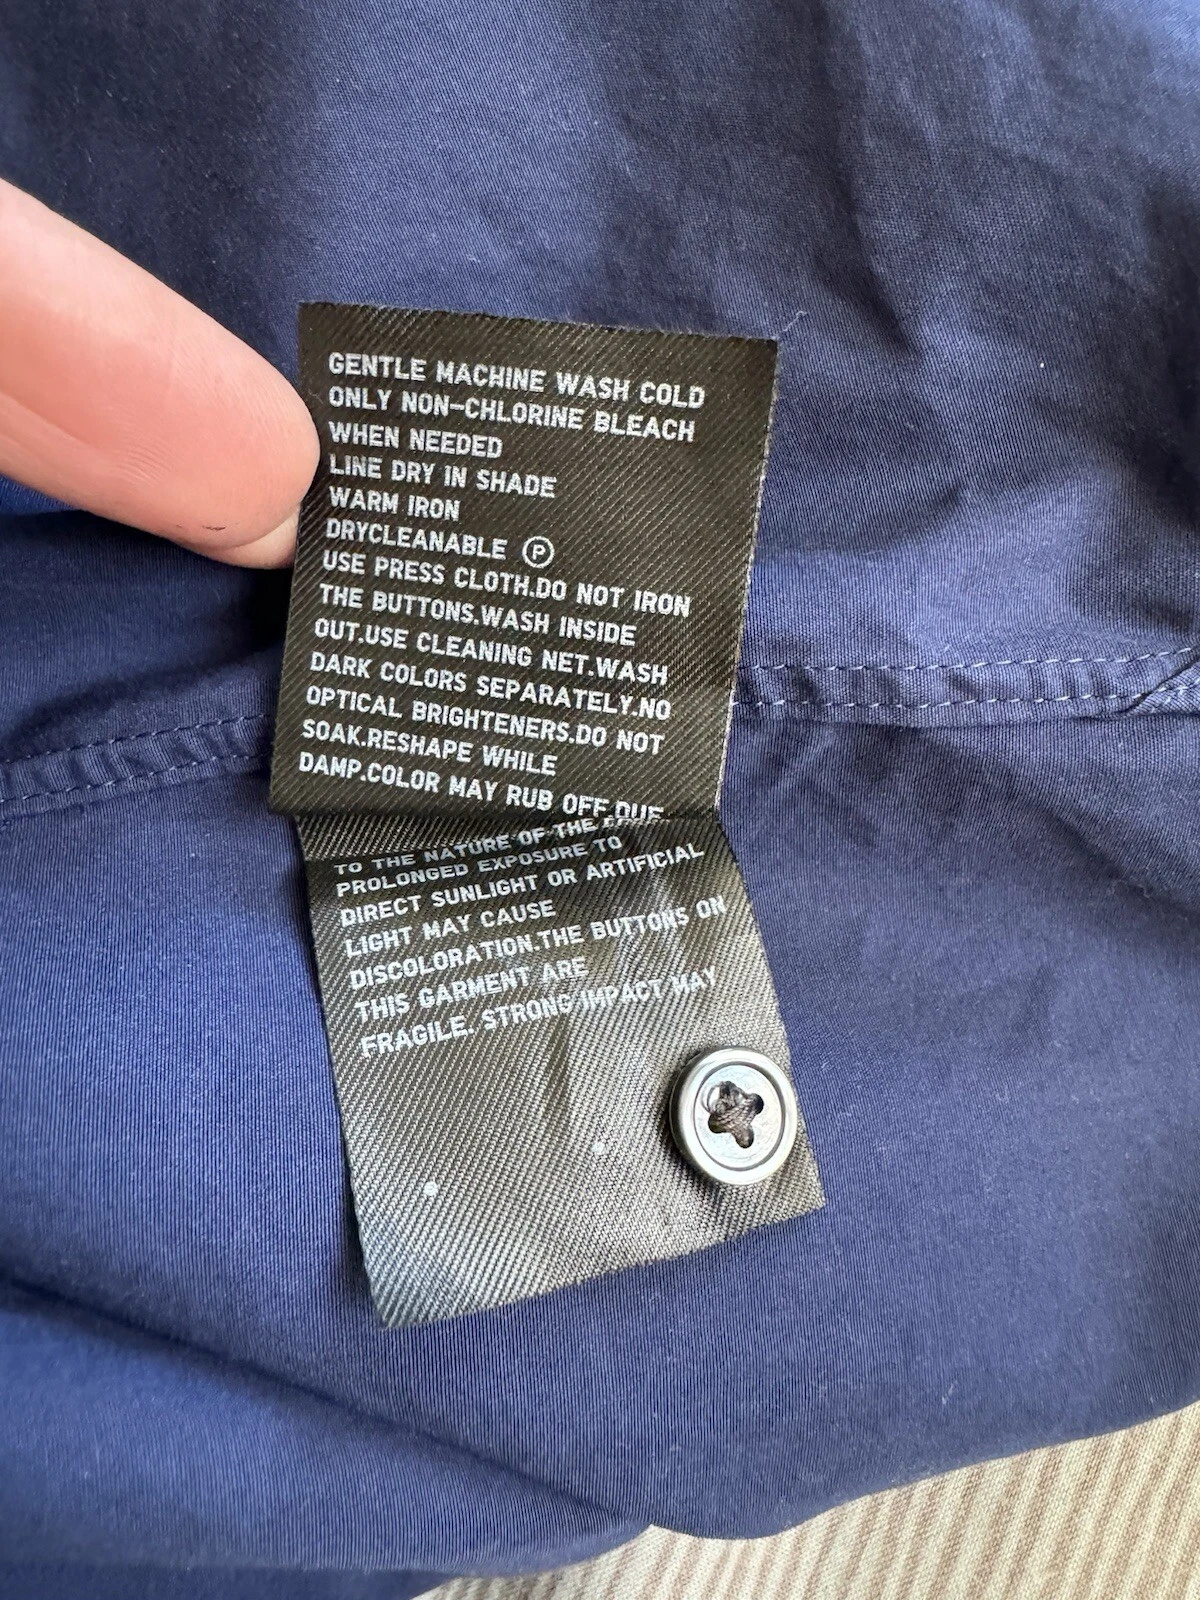 GENTLE MACHINE WASH COLD
ONLY NON-CHLORINE BLEACH
WHEN NEEDED
LINE DRY IN SHADE
WARM IRON
DRYCLEANABLE Ⓟ
USE PRESS CLOTH.DO NOT IRON
THE BUTTONS.WASH INSIDE
OUT.USE CLEANING NET.WASH
DARK COLORS SEPARATELY.NO
OPTICAL BRIGHTENERS.DO NOT
SOAK.RESHAPE WHILE
DAMP.COLOR MAY RUB OFF DUE
TO THE NATURE OF THE
PROLONGED EXPOSURE TO
DIRECT SUNLIGHT OR ARTIFICIAL
LIGHT MAY CAUSE
DISCOLORATION.THE BUTTONS ON
THIS GARMENT ARE
FRAGILE. STRONG IMPACT MAY